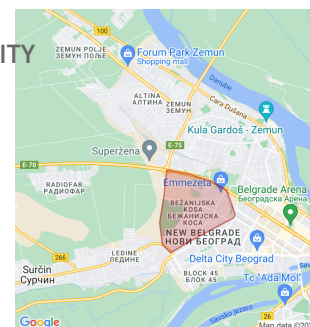 ITY
100
ZEMUN POLJE
ЗЕМУН ПОЉЕ
Forum Park Zemun
Shopping mall
Danube
ALTINA
АЛТИНА
ZEMUN
ЗЕМУН
Cara Dušana
Kula Gardoš - Zemun
E-75
Superžena
E-70
Emmezeta
RADIOFAR
РАДИОФАР
Belgrade Arena
Београдска Арена
BEŽANIJSKA
KOSA
БЕЖАНИЈСКА
КОСА
NEW BELGRADE
НОВИ БЕОГРАД
LEDINE
ЛЕДИНЕ
266
Delta City Beograd
Surčin
Сурчин
BLOCK 45
БЛОК 45
Tc "Ada Mol
Savsko jezero
Google
Map data ©20